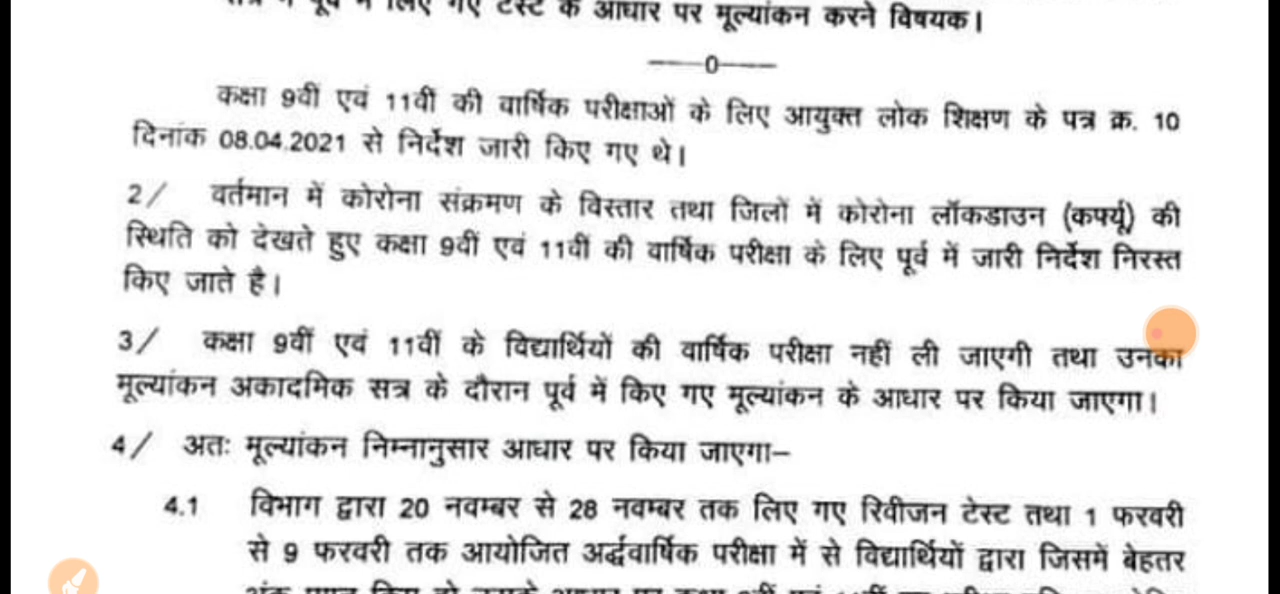 पूर्व में लिए गए टेस्ट के आधार पर मूल्यांकन करने विषयक।
——0——
कक्षा 9वीं एवं 11वीं की वार्षिक परीक्षाओं के लिए आयुक्त लोक शिक्षण के पत्र क्र. 10
दिनांक 08.04.2021 से निर्देश जारी किए गए थे।
2/ वर्तमान में कोरोना संक्रमण के विस्तार तथा जिलों में कोरोना लॉकडाउन (कर्फ्यू) की
स्थिति को देखते हुए कक्षा 9वीं एवं 11वीं की वार्षिक परीक्षा के लिए पूर्व में जारी निर्देश निरस्त
किए जाते है।
3/ कक्षा 9वीं एवं 11वीं के विद्यार्थियों की वार्षिक परीक्षा नहीं ली जाएगी तथा उनका
मूल्यांकन अकादमिक सत्र के दौरान पूर्व में किए गए मूल्यांकन के आधार पर किया जाएगा।
4/ अतः मूल्यांकन निम्नानुसार आधार पर किया जाएगा–
4.1 विभाग द्वारा 20 नवम्बर से 28 नवम्बर तक लिए गए रिवीजन टेस्ट तथा 1 फरवरी
से 9 फरवरी तक आयोजित अर्द्धवार्षिक परीक्षा में से विद्यार्थियों द्वारा जिसमें बेहतर